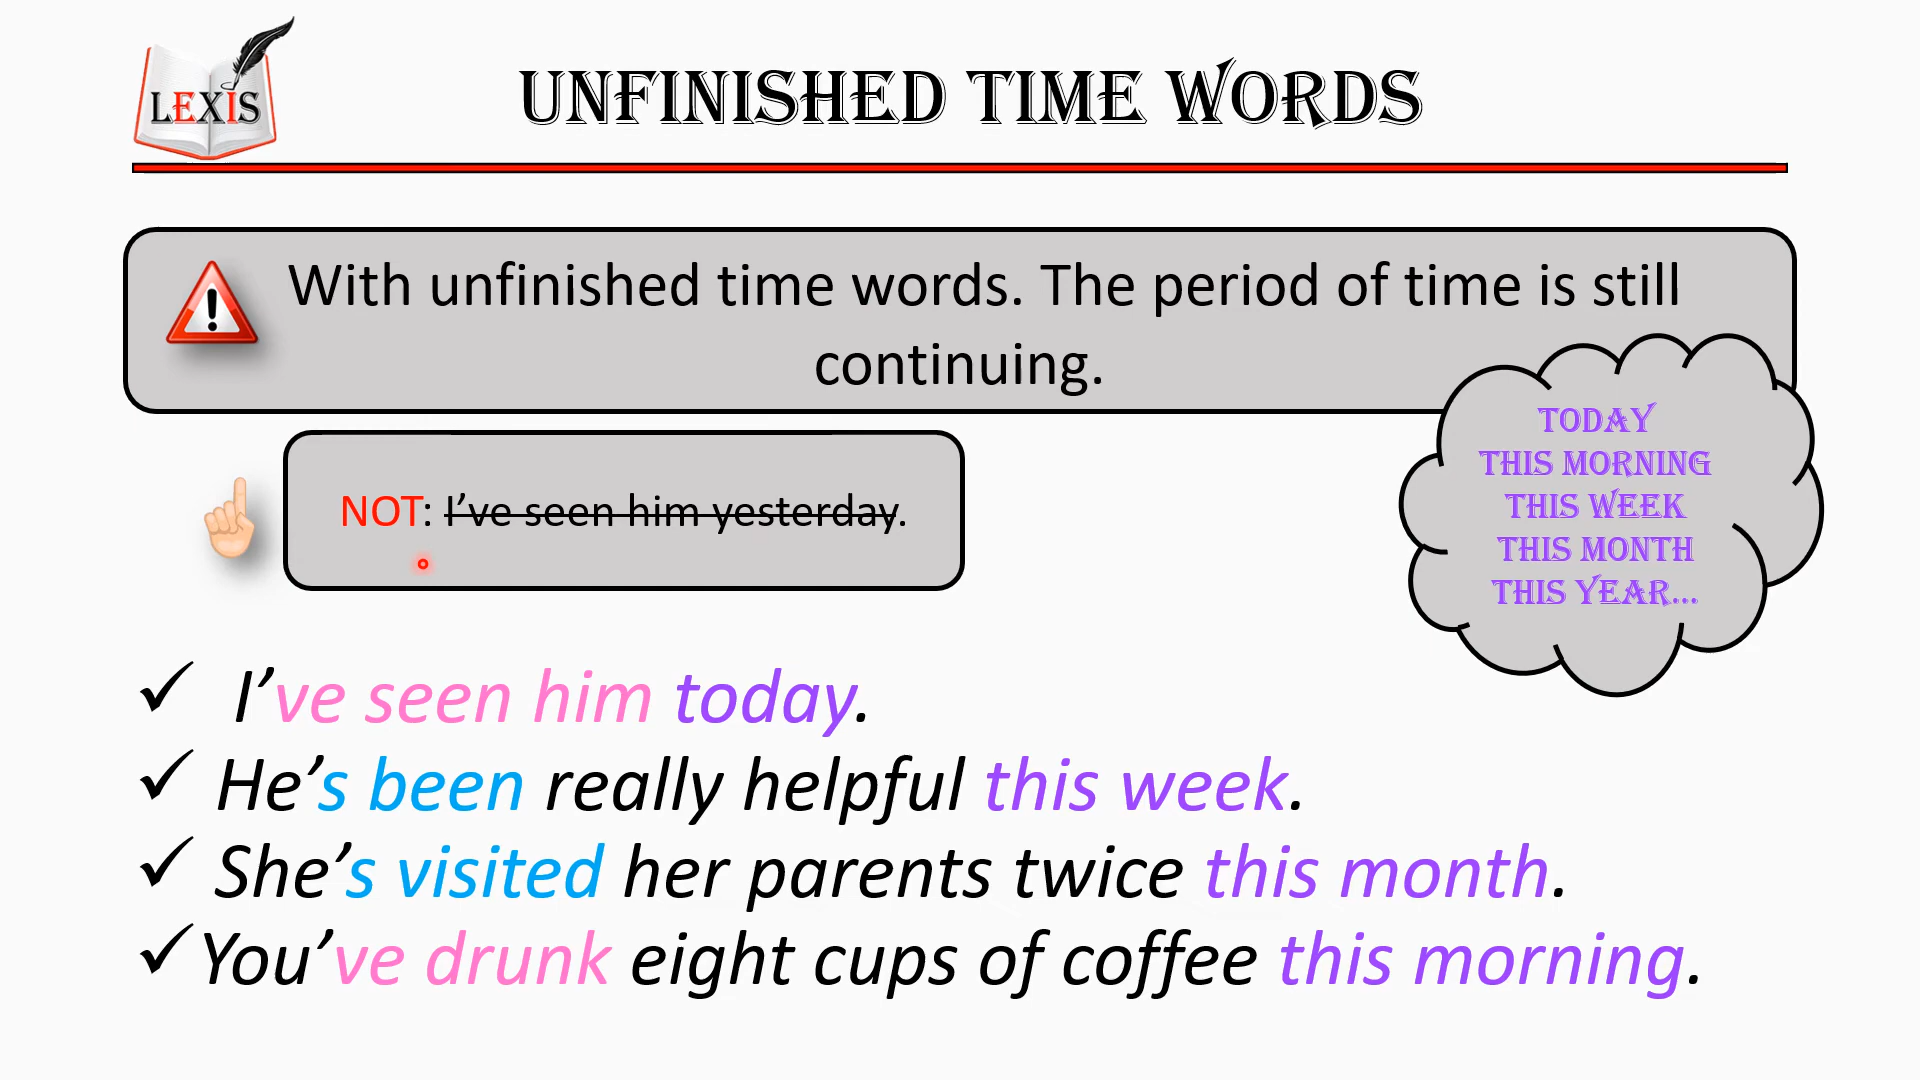 LEXIS
UNFINISHED TIME WORDS
With unfinished time words. The period of time is still
continuing.
NOT: I’ve seen him yesterday.
TODAY
THIS MORNING
THIS WEEK
THIS MONTH
THIS YEAR...
✓ I’ve seen him today.
✓ He’s been really helpful this week.
✓ She’s visited her parents twice this month.
✓ You’ve drunk eight cups of coffee this morning.